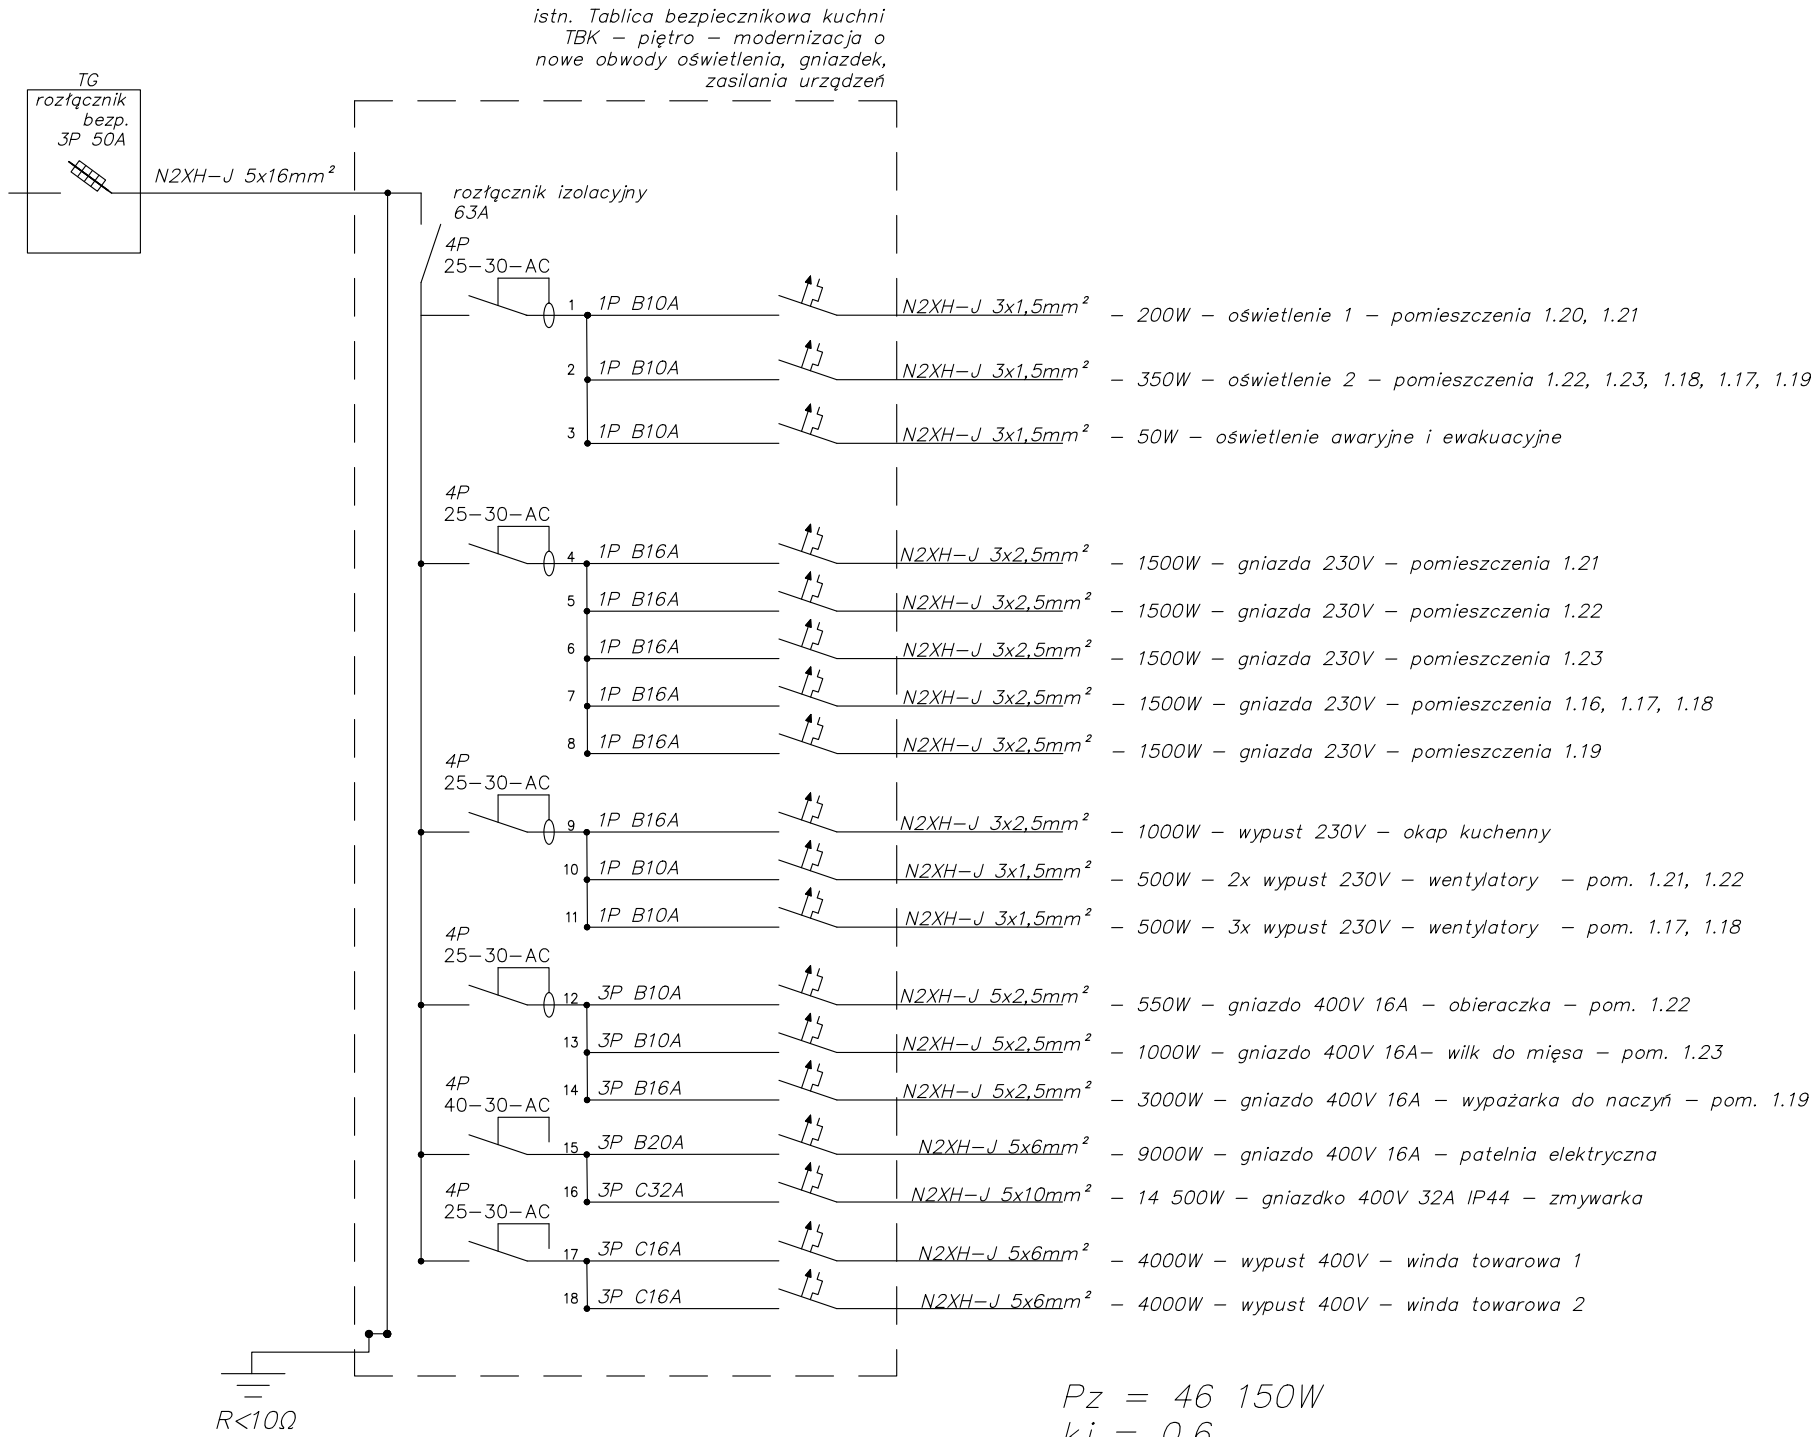 istn. Tablica bezpiecznikowa kuchni
TBK – piętro – modernizacja o
nowe obwody oświetlenia, gniazdek,
zasilania urządzeń
TG
rozłącznik
bezp.
3P 50A
N2XH–J 5x16mm²
rozłącznik izolacyjny
63A
4P
25–30–AC
1 1P B10A N2XH–J 3x1,5mm² – 200W – oświetlenie 1 – pomieszczenia 1.20, 1.21
2 1P B10A N2XH–J 3x1,5mm² – 350W – oświetlenie 2 – pomieszczenia 1.22, 1.23, 1.18, 1.17, 1.19
3 1P B10A N2XH–J 3x1,5mm² – 50W – oświetlenie awaryjne i ewakuacyjne
4P
25–30–AC
4 1P B16A N2XH–J 3x2,5mm² – 1500W – gniazda 230V – pomieszczenia 1.21
5 1P B16A N2XH–J 3x2,5mm² – 1500W – gniazda 230V – pomieszczenia 1.22
6 1P B16A N2XH–J 3x2,5mm² – 1500W – gniazda 230V – pomieszczenia 1.23
7 1P B16A N2XH–J 3x2,5mm² – 1500W – gniazda 230V – pomieszczenia 1.16, 1.17, 1.18
8 1P B16A N2XH–J 3x2,5mm² – 1500W – gniazda 230V – pomieszczenia 1.19
4P
25–30–AC
9 1P B16A N2XH–J 3x2,5mm² – 1000W – wypust 230V – okap kuchenny
10 1P B10A N2XH–J 3x1,5mm² – 500W – 2x wypust 230V – wentylatory – pom. 1.21, 1.22
11 1P B10A N2XH–J 3x1,5mm² – 500W – 3x wypust 230V – wentylatory – pom. 1.17, 1.18
4P
25–30–AC
12 3P B10A N2XH–J 5x2,5mm² – 550W – gniazdo 400V 16A – obieraczka – pom. 1.22
13 3P B10A N2XH–J 5x2,5mm² – 1000W – gniazdo 400V 16A– wilk do mięsa – pom. 1.23
14 3P B16A N2XH–J 5x2,5mm² – 3000W – gniazdo 400V 16A – wypażarka do naczyń – pom. 1.19
4P
40–30–AC
15 3P B20A N2XH–J 5x6mm² – 9000W – gniazdo 400V 16A – patelnia elektryczna
16 3P C32A N2XH–J 5x10mm² – 14 500W – gniazdko 400V 32A IP44 – zmywarka
4P
25–30–AC
17 3P C16A N2XH–J 5x6mm² – 4000W – wypust 400V – winda towarowa 1
18 3P C16A N2XH–J 5x6mm² – 4000W – wypust 400V – winda towarowa 2
R<10Ω
Pz = 46 150W
kj = 0,6